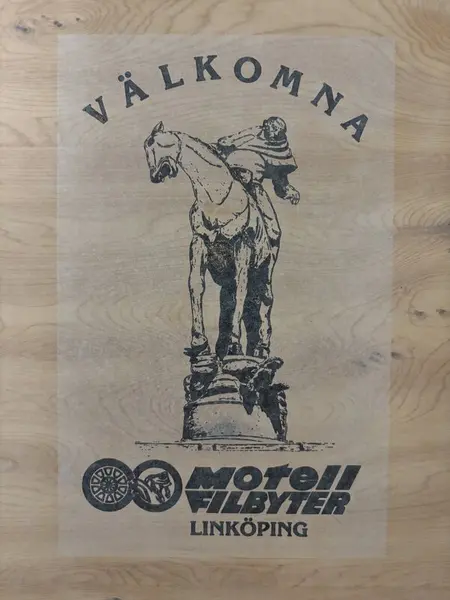 VÄLKOMNA
MOTELL
FILBYTER
LINKÖPING